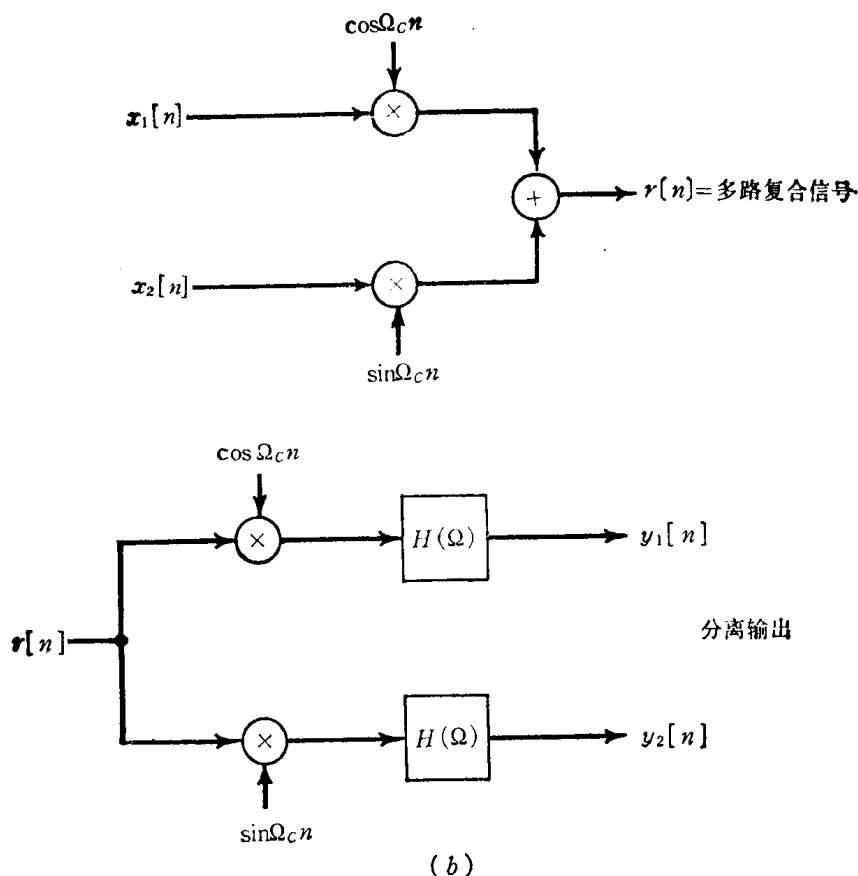 cosΩ_C n
×
x₁[n]
+
r[n]=多路复合信号
x₂[n]
×
sinΩ_C n
cos Ω_C n
×
H(Ω)
y₁[n]
r[n]
分离输出
×
H(Ω)
y₂[n]
sinΩ_C n
(b)